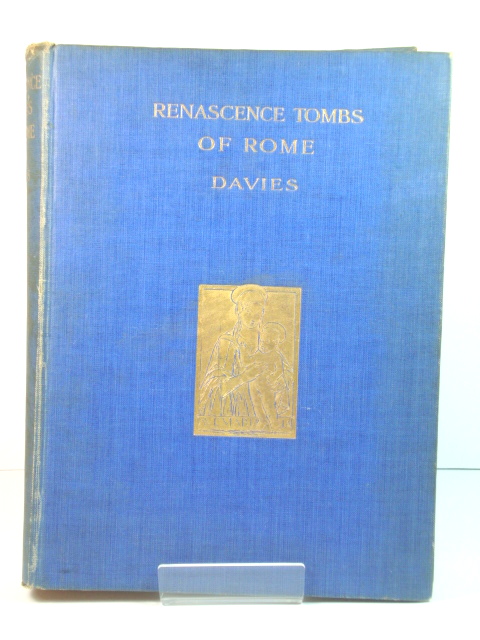 RENASCENCE TOMBS
OF ROME
DAVIES